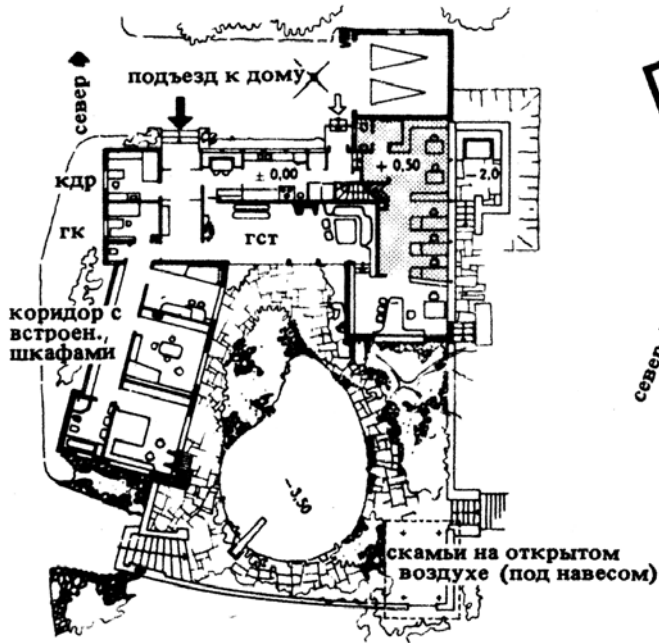 север
подъезд к дому
+ 0,50
- 2,0
± 0,00
кдр
гк
гст
коридор с
встроен.
шкафами
север
-3,50
скамьи на открытом
воздухе (под навесом)